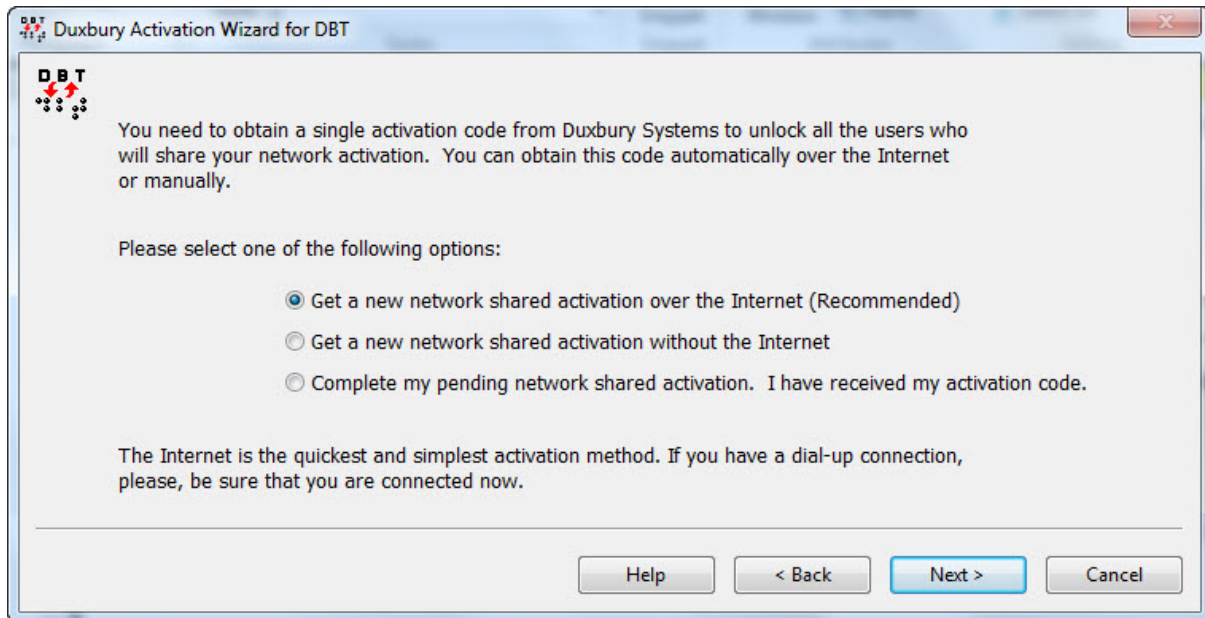 Duxbury Activation Wizard for DBT
DBT
You need to obtain a single activation code from Duxbury Systems to unlock all the users who
will share your network activation.  You can obtain this code automatically over the Internet
or manually.
Please select one of the following options:
Get a new network shared activation over the Internet (Recommended)
Get a new network shared activation without the Internet
Complete my pending network shared activation.  I have received my activation code.
The Internet is the quickest and simplest activation method. If you have a dial-up connection,
please, be sure that you are connected now.
Help < Back Next > Cancel